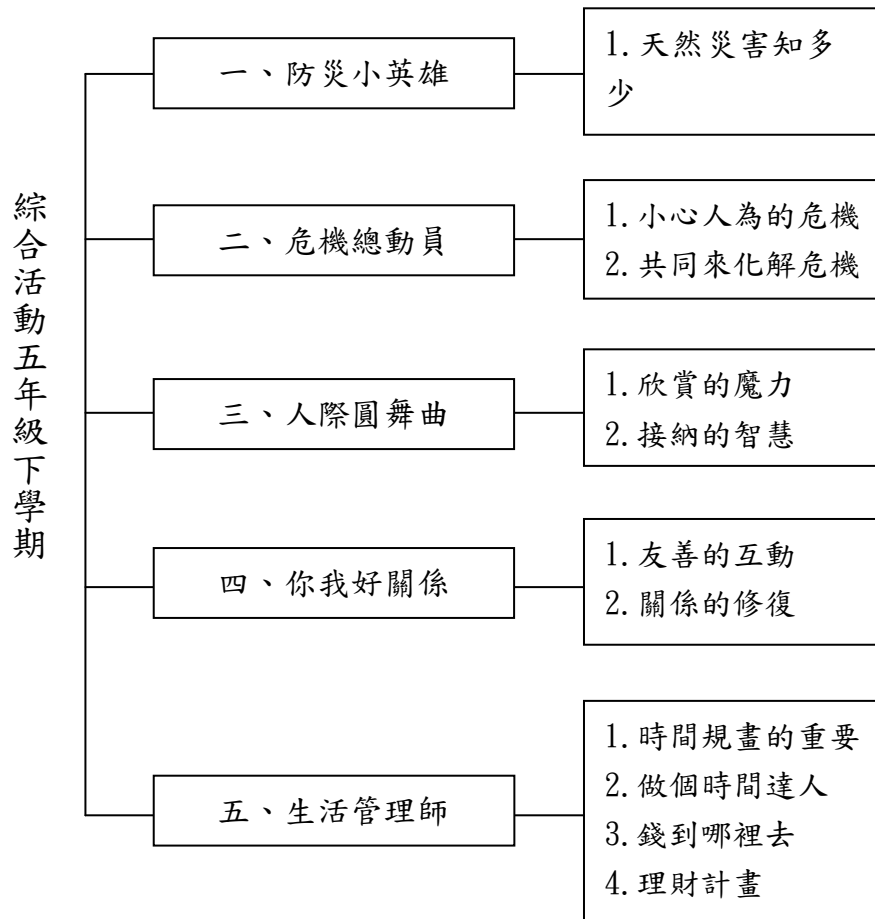 綜合活動五年級下學期
一、防災小英雄
1.天然災害知多
少
二、危機總動員
1.小心人為的危機
2.共同來化解危機
三、人際圓舞曲
1.欣賞的魔力
2.接納的智慧
四、你我好關係
1.友善的互動
2.關係的修復
五、生活管理師
1.時間規畫的重要
2.做個時間達人
3.錢到哪裡去
4.理財計畫